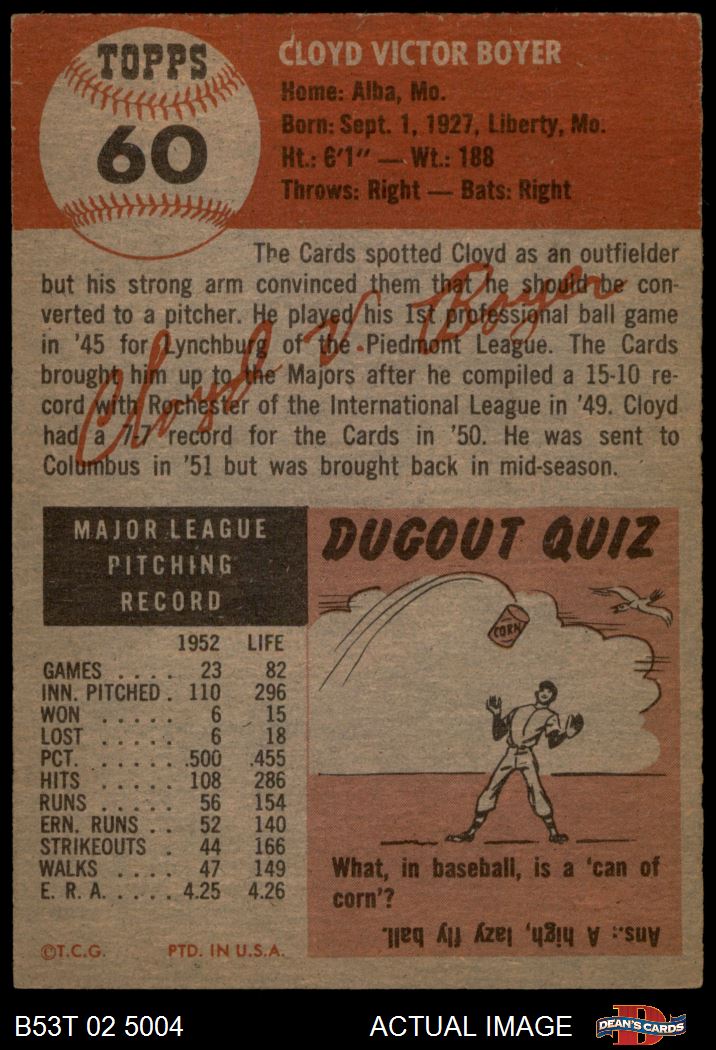 TOPPS
60
CLOYD VICTOR BOYER
Home: Alba, Mo.
Born: Sept. 1, 1927, Liberty, Mo.
Ht.: 6'1" — Wt.: 188
Throws: Right — Bats: Right
The Cards spotted Cloyd as an outfielder
but his strong arm convinced them that he should be con-
verted to a pitcher. He played his 1st professional ball game
in '45 for Lynchburg of the Piedmont League. The Cards
brought him up to the Majors after he compiled a 15-10 re-
cord with Rochester of the International League in '49. Cloyd
had a 7-7 record for the Cards in '50. He was sent to
Columbus in '51 but was brought back in mid-season.
Cloyd V. Boyer
MAJOR LEAGUE
PITCHING
RECORD
1952 LIFE
GAMES .... 23 82
INN. PITCHED . 110 296
WON ..... 6 15
LOST ..... 6 18
PCT. ..... .500 .455
HITS ..... 108 286
RUNS ..... 56 154
ERN. RUNS .. 52 140
STRIKEOUTS . 44 166
WALKS .... 47 149
E. R. A. .... 4.25 4.26
©T.C.G. PTD. IN U.S.A.
DUGOUT QUIZ
CORN
What, in baseball, is a 'can of
corn'?
Ans.: A high, lazy fly ball.
B53T 02 5004 ACTUAL IMAGE
D
DEAN'S CARDS